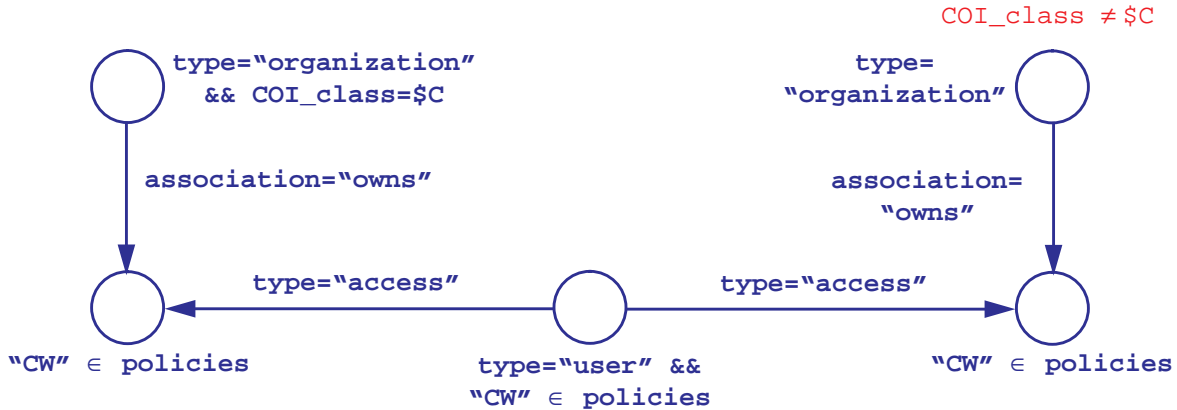 COI_class ≠ $C
type=“organization”
&& COI_class=$C
type=
“organization”
association=“owns”
association=
“owns”
type=“access”
type=“access”
“CW” ∈ policies
type=“user” &&
“CW” ∈ policies
“CW” ∈ policies